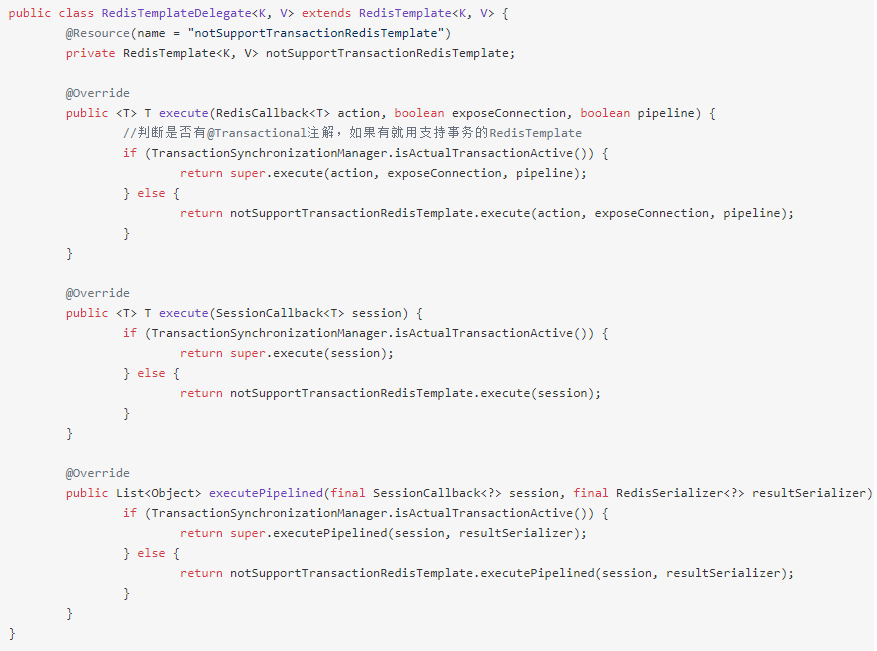 public class RedisTemplateDelegate<K, V> extends RedisTemplate<K, V> {
@Resource(name = "notSupportTransactionRedisTemplate")
private RedisTemplate<K, V> notSupportTransactionRedisTemplate;
@Override
public <T> T execute(RedisCallback<T> action, boolean exposeConnection, boolean pipeline) {
//判断是否有@Transactional注解，如果有就用支持事务的RedisTemplate
if (TransactionSynchronizationManager.isActualTransactionActive()) {
return super.execute(action, exposeConnection, pipeline);
} else {
return notSupportTransactionRedisTemplate.execute(action, exposeConnection, pipeline);
}
}
@Override
public <T> T execute(SessionCallback<T> session) {
if (TransactionSynchronizationManager.isActualTransactionActive()) {
return super.execute(session);
} else {
return notSupportTransactionRedisTemplate.execute(session);
}
}
@Override
public List<Object> executePipelined(final SessionCallback<?> session, final RedisSerializer<?> resultSerializer)
if (TransactionSynchronizationManager.isActualTransactionActive()) {
return super.executePipelined(session, resultSerializer);
} else {
return notSupportTransactionRedisTemplate.executePipelined(session, resultSerializer);
}
}
}